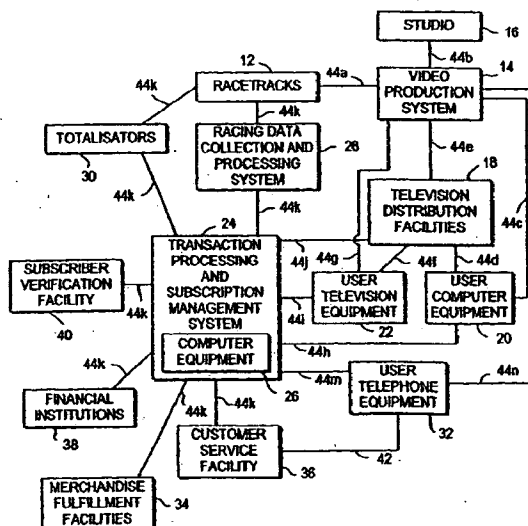 STUDIO
16
44b
12
44a
VIDEO
PRODUCTION
SYSTEM
14
44k
RACETRACKS
44k
TOTALISATORS
30
RACING DATA
COLLECTION AND
PROCESSING
SYSTEM
28
44e
18
44c
44k
44k
TELEVISION
DISTRIBUTION
FACILITIES
24
TRANSACTION
PROCESSING
AND
SUBSCRIPTION
MANAGEMENT
SYSTEM
44j
44g
44f
44d
SUBSCRIBER
VERIFICATION
FACILITY
40
44k
44i
USER
TELEVISION
EQUIPMENT
22
USER
COMPUTER
EQUIPMENT
20
COMPUTER
EQUIPMENT
26
44h
44k
44m
44n
FINANCIAL
INSTITUTIONS
38
44k
44k
USER
TELEPHONE
EQUIPMENT
32
CUSTOMER
SERVICE
FACILITY
36
42
MERCHANDISE
FULFILLMENT
FACILITIES
34